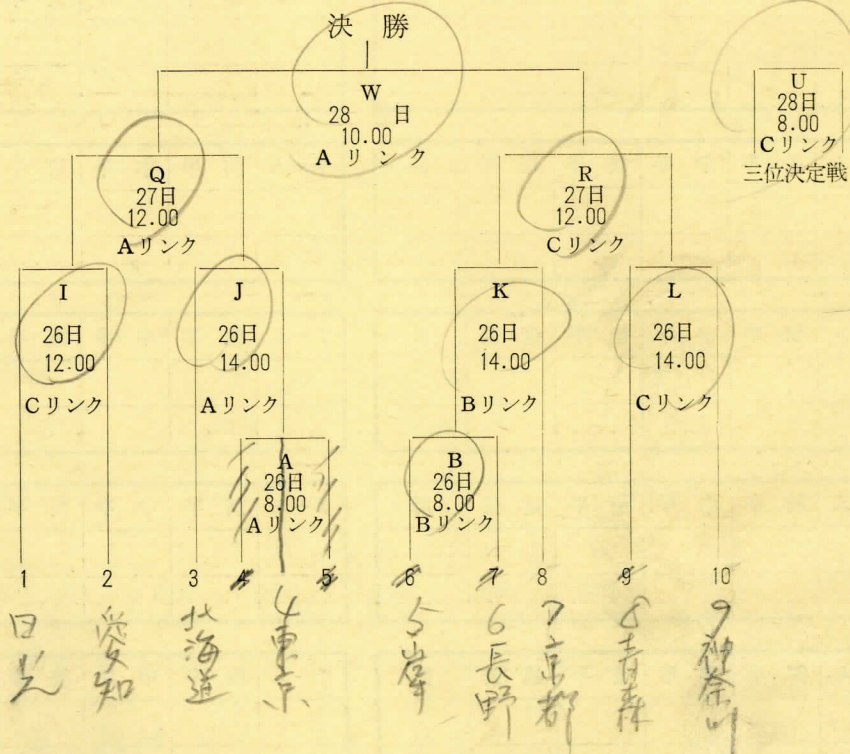 決 勝
W
28 日
10.00
A リ ン ク
U
28日
8.00
Cリンク
三位決定戦
Q
27日
12.00
Aリンク
R
27日
12.00
Cリンク
I
26日
12.00
Cリンク
J
26日
14.00
Aリンク
K
26日
14.00
Bリンク
L
26日
14.00
Cリンク
A
26日
8.00
Aリンク
B
26日
8.00
Bリンク
1 2 3 4 5 6 7 8 9 10
日光
愛知
北海道
4東京
5岸
6長野
7京都
8青森
9神奈川